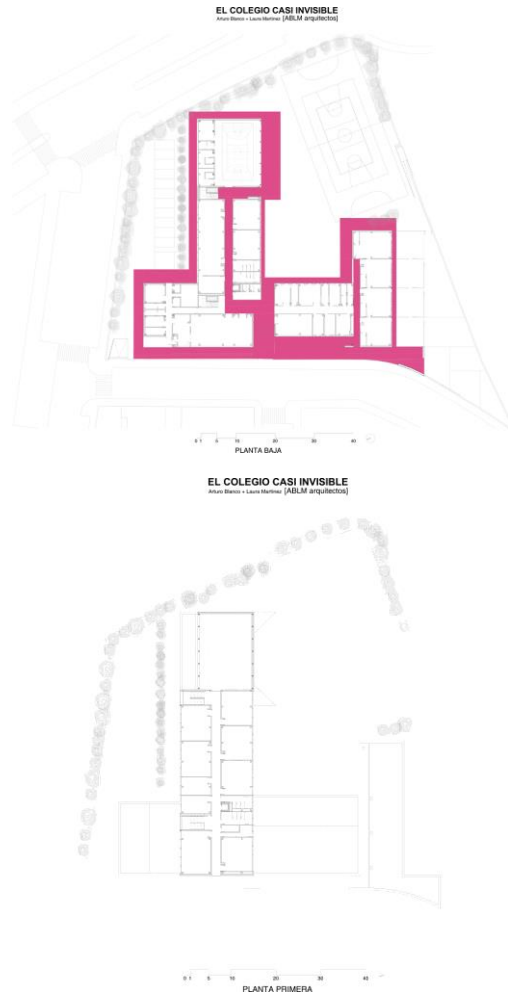 EL COLEGIO CASI INVISIBLE
Arturo Blanco + Laura Martínez [ABLM arquitectos]
0 1 5 10 20 30 40
PLANTA BAJA
EL COLEGIO CASI INVISIBLE
Arturo Blanco + Laura Martínez [ABLM arquitectos]
0 1 5 10 20 30 40
PLANTA PRIMERA